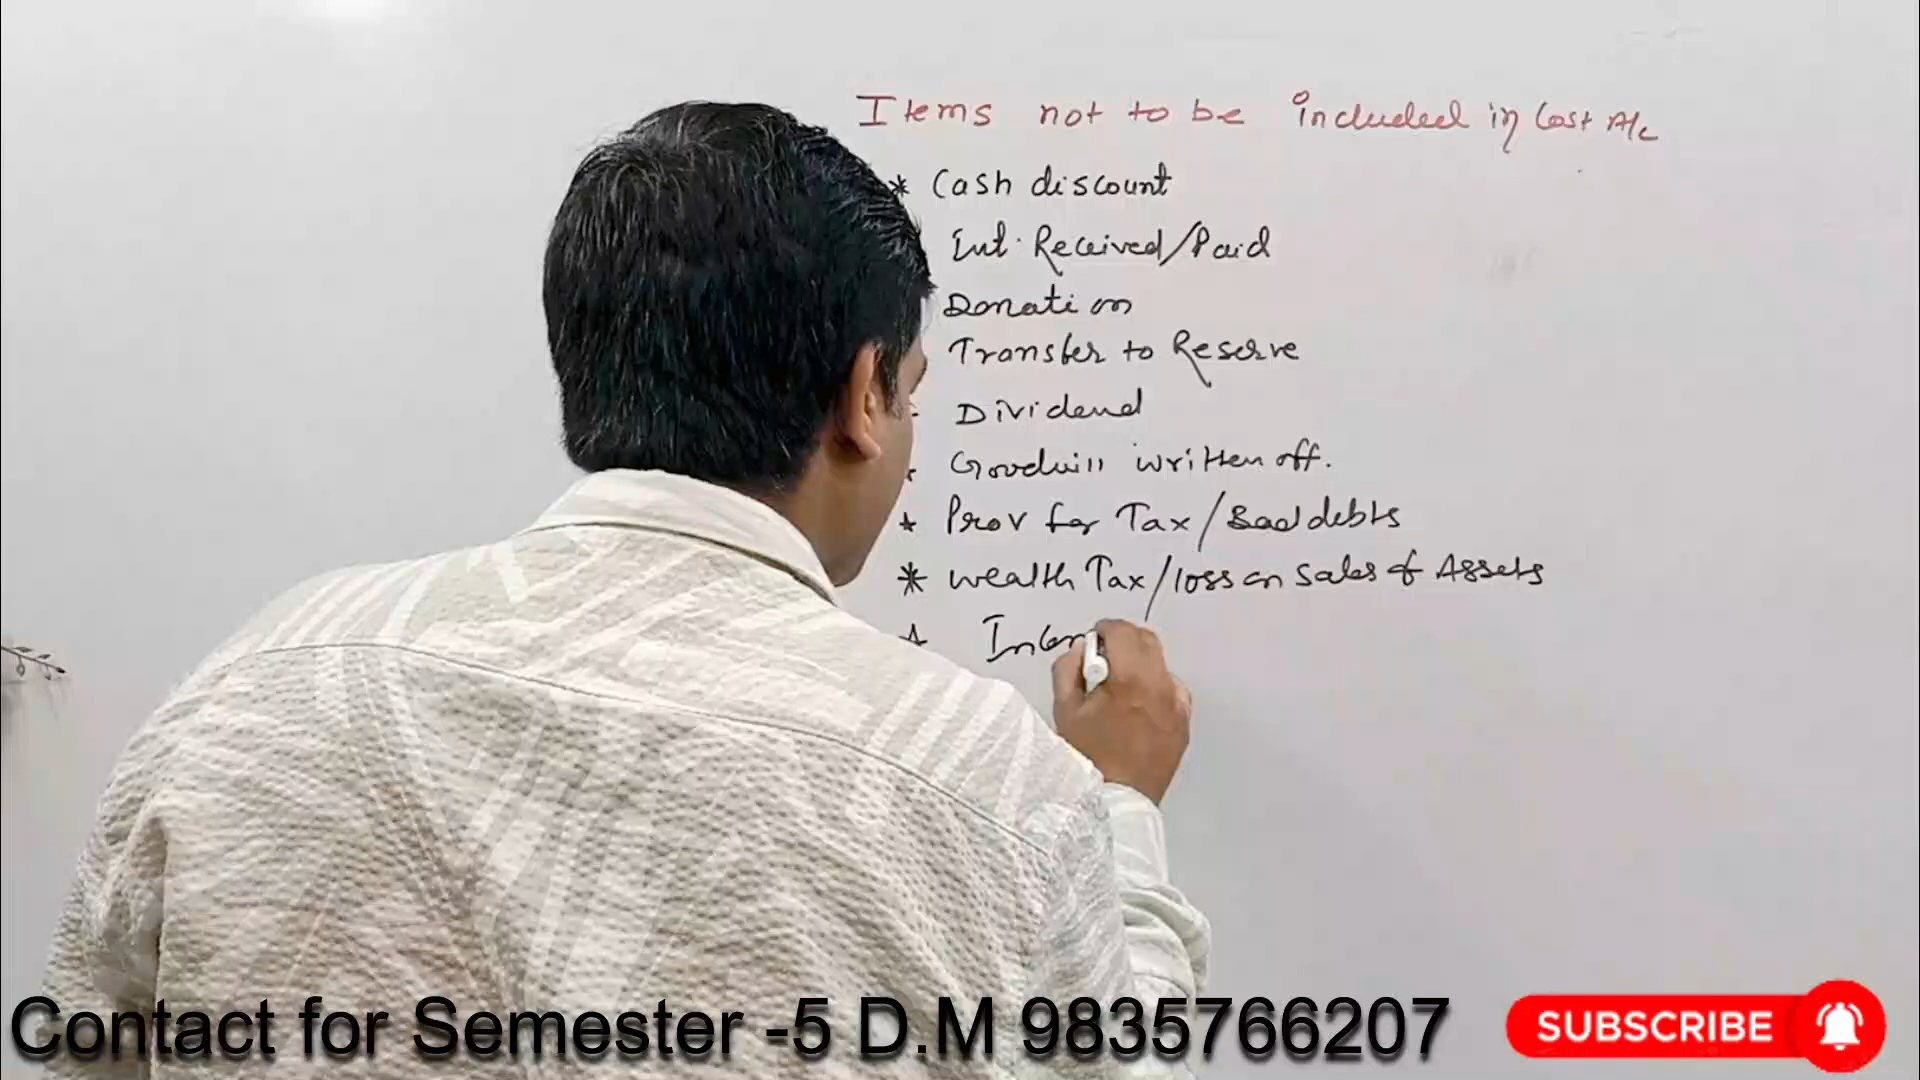 Items not to be included in Cost A/c
* Cash discount
Int. Received/Paid
Donation
Transfer to Reserve
Dividend
Goodwill written off.
* Prov for Tax/Bad debts
* Wealth Tax/loss on sales of Assets
* Incom
Contact for Semester -5 D.M 9835766207
SUBSCRIBE